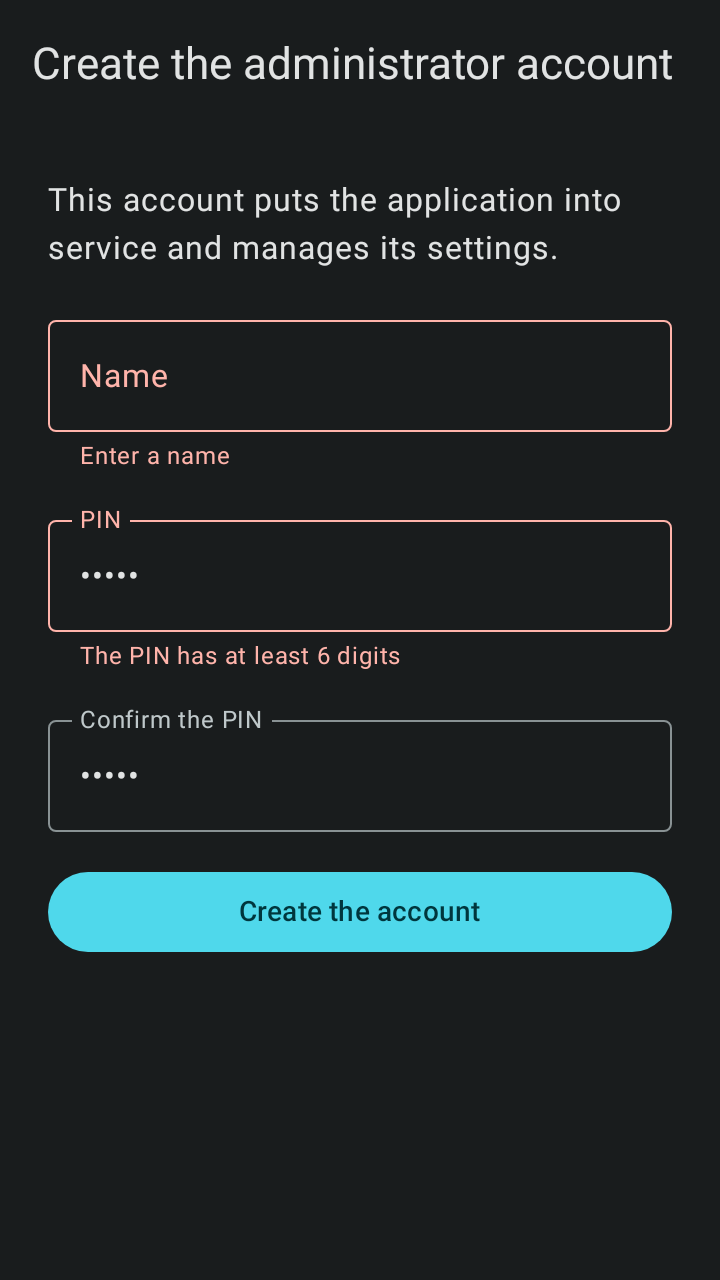 Create the administrator account
This account puts the application into
service and manages its settings.
Name
Enter a name
PIN
•••••
The PIN has at least 6 digits
Confirm the PIN
•••••
Create the account